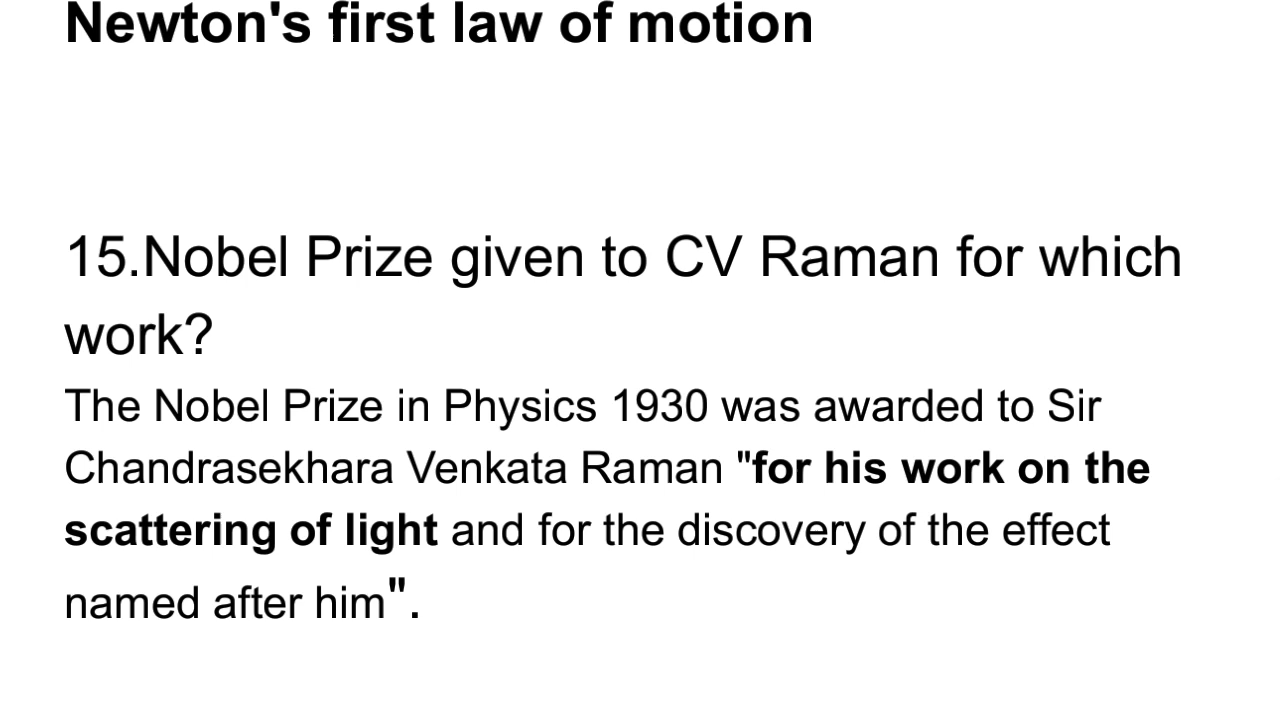 Newton's first law of motion
15.Nobel Prize given to CV Raman for which
work?
The Nobel Prize in Physics 1930 was awarded to Sir
Chandrasekhara Venkata Raman "for his work on the
scattering of light and for the discovery of the effect
named after him".